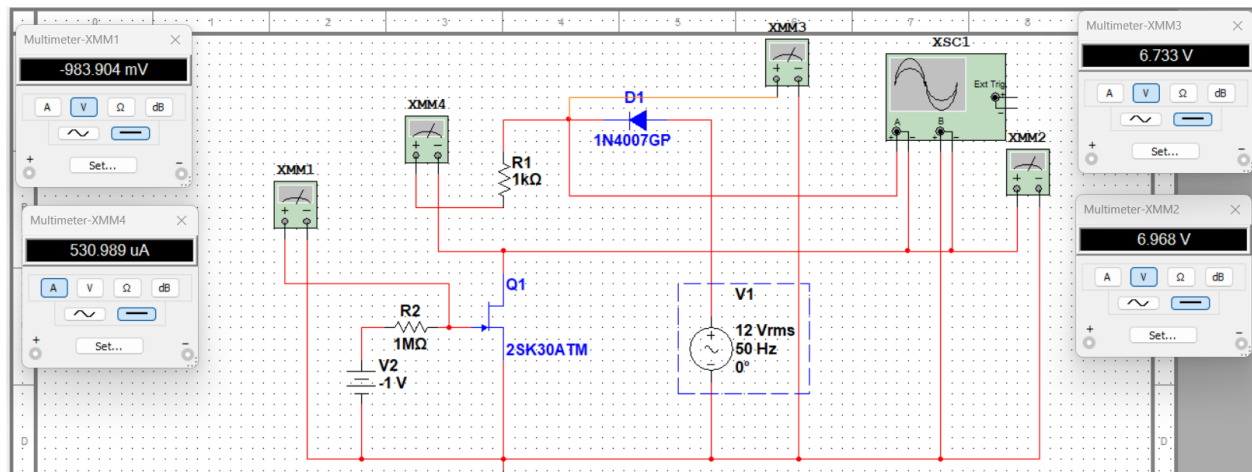 0 1 2 3 4 5 6 7 8
Multimeter-XMM1
-983.904 mV
A V Ω dB
Set...
+ −
Multimeter-XMM4
530.989 uA
A V Ω dB
Set...
+ −
Multimeter-XMM3
6.733 V
A V Ω dB
Set...
+ −
Multimeter-XMM2
6.968 V
A V Ω dB
Set...
+ −
XMM3
XSC1
Ext Trig
A B
XMM4
D1
1N4007GP
XMM2
XMM1
R1
1kΩ
Q1
2SK30ATM
R2
1MΩ
V2
-1 V
V1
12 Vrms
50 Hz
0°
D D